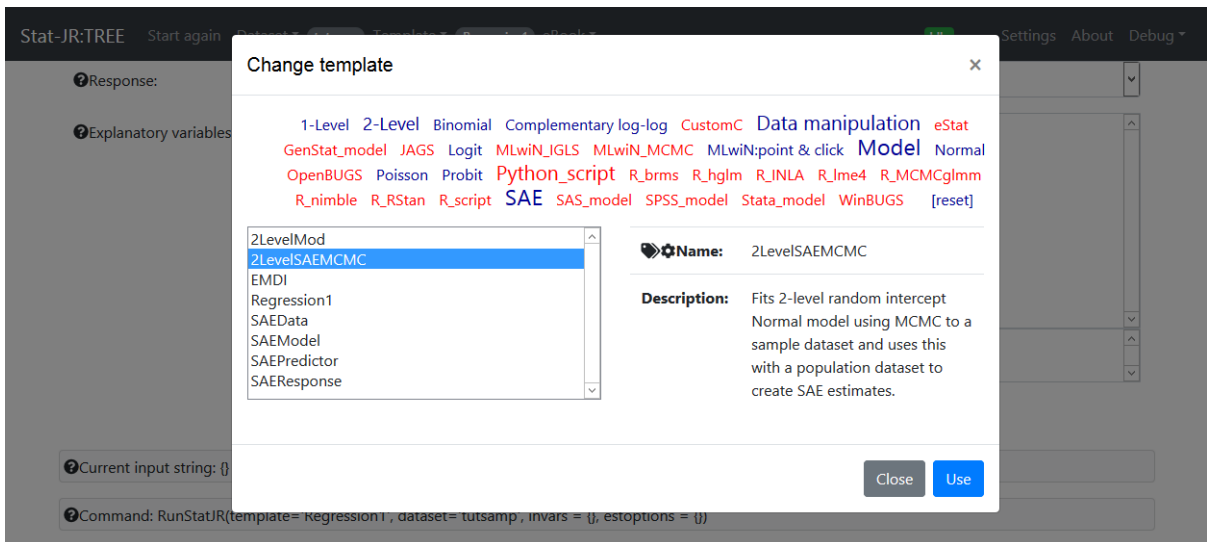 Stat-JR:TREE Start again Settings About Debug
Change template ×
Response:
Explanatory variables
1-Level 2-Level Binomial Complementary log-log CustomC Data manipulation eStat
GenStat_model JAGS Logit MLwiN_IGLS MLwiN_MCMC MLwiN:point & click Model Normal
OpenBUGS Poisson Probit Python_script R_brms R_hglm R_INLA R_lme4 R_MCMCglmm
R_nimble R_RStan R_script SAE SAS_model SPSS_model Stata_model WinBUGS [reset]
2LevelMod
2LevelSAEMCMC
EMDI
Regression1
SAEData
SAEModel
SAEPredictor
SAEResponse
Name: 2LevelSAEMCMC
Description: Fits 2-level random intercept
Normal model using MCMC to a
sample dataset and uses this
with a population dataset to
create SAE estimates.
Close Use
Current input string: {}
Command: RunStatJR(template='Regression1', dataset='tutsamp', invars = {}, estoptions = {})